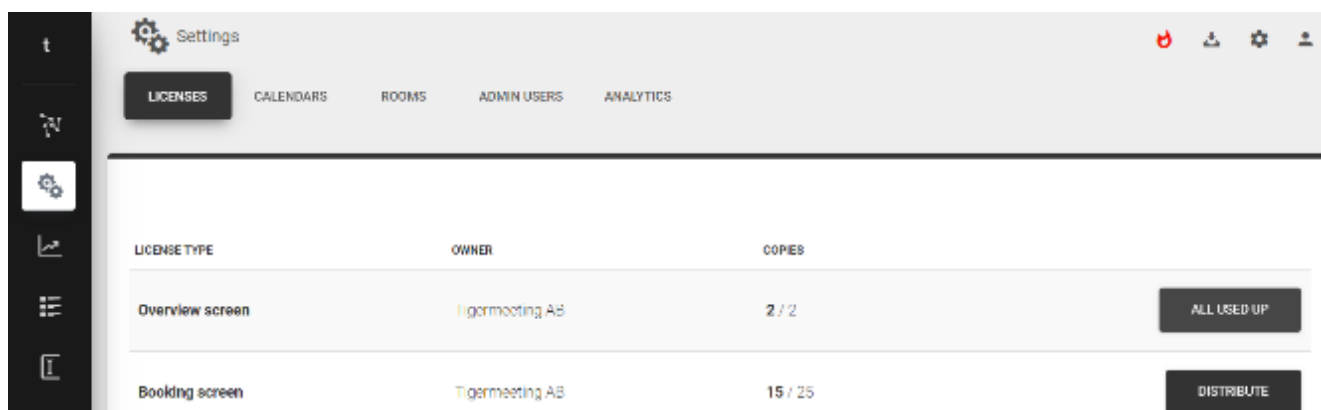 t
Settings
LICENSES CALENDARS ROOMS ADMIN USERS ANALYTICS
LICENSE TYPE OWNER COPIES
Overview screen Tigermeeting AB 2 / 2 ALL USED UP
Booking screen Tigermeeting AB 15 / 25 DISTRIBUTE